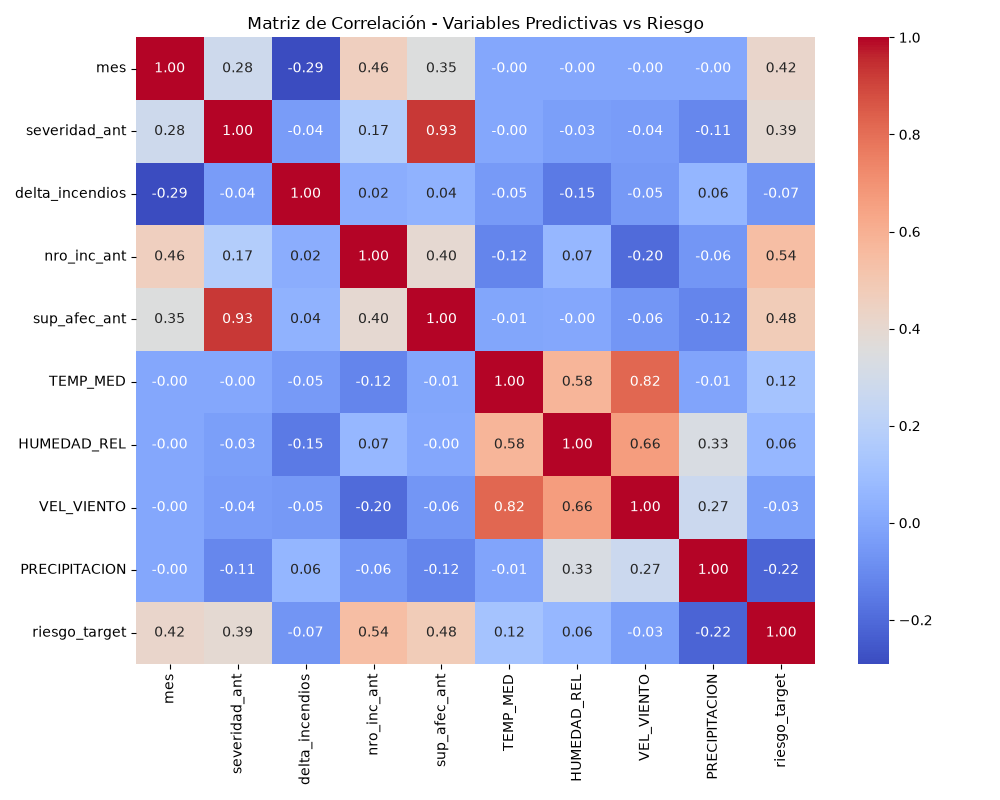 Matriz de Correlación - Variables Predictivas vs Riesgo
mes 1.00 0.28 -0.29 0.46 0.35 -0.00 -0.00 -0.00 -0.00 0.42
severidad_ant 0.28 1.00 -0.04 0.17 0.93 -0.00 -0.03 -0.04 -0.11 0.39
delta_incendios -0.29 -0.04 1.00 0.02 0.04 -0.05 -0.15 -0.05 0.06 -0.07
nro_inc_ant 0.46 0.17 0.02 1.00 0.40 -0.12 0.07 -0.20 -0.06 0.54
sup_afec_ant 0.35 0.93 0.04 0.40 1.00 -0.01 -0.00 -0.06 -0.12 0.48
TEMP_MED -0.00 -0.00 -0.05 -0.12 -0.01 1.00 0.58 0.82 -0.01 0.12
HUMEDAD_REL -0.00 -0.03 -0.15 0.07 -0.00 0.58 1.00 0.66 0.33 0.06
VEL_VIENTO -0.00 -0.04 -0.05 -0.20 -0.06 0.82 0.66 1.00 0.27 -0.03
PRECIPITACION -0.00 -0.11 0.06 -0.06 -0.12 -0.01 0.33 0.27 1.00 -0.22
riesgo_target 0.42 0.39 -0.07 0.54 0.48 0.12 0.06 -0.03 -0.22 1.00
mes severidad_ant delta_incendios nro_inc_ant sup_afec_ant TEMP_MED HUMEDAD_REL VEL_VIENTO PRECIPITACION riesgo_target
1.0
0.8
0.6
0.4
0.2
0.0
−0.2